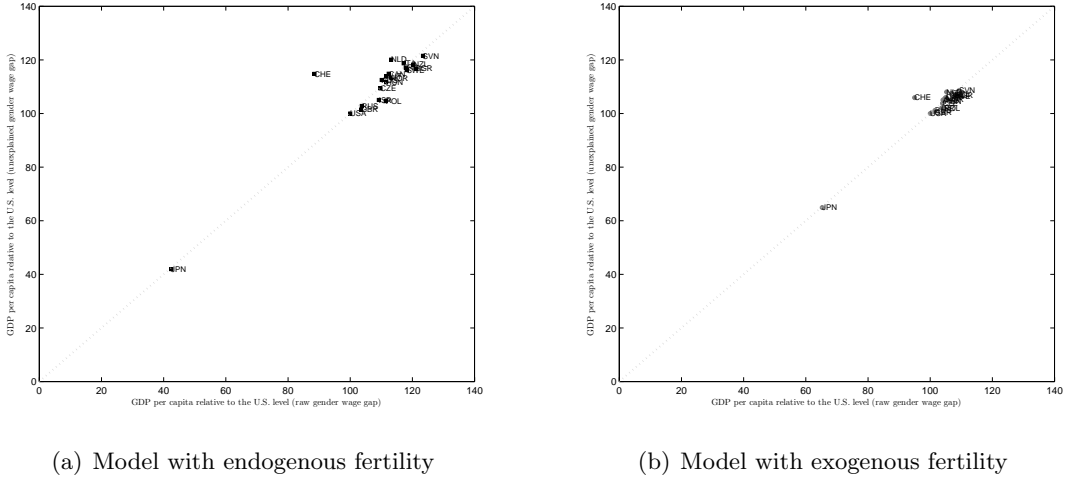 140
120
100
80
60
40
20
0
GDP per capita relative to the U.S. level (unexplained gender wage gap)
SVN
NLD
CHE
CZE
RUS
GBR
POL
USA
JPN
0 20 40 60 80 100 120 140
GDP per capita relative to the U.S. level (raw gender wage gap)
(a) Model with endogenous fertility
140
120
100
80
60
40
20
0
GDP per capita relative to the U.S. level (unexplained gender wage gap)
SVN
CHE
USA
JPN
0 20 40 60 80 100 120 140
GDP per capita relative to the U.S. level (raw gender wage gap)
(b) Model with exogenous fertility